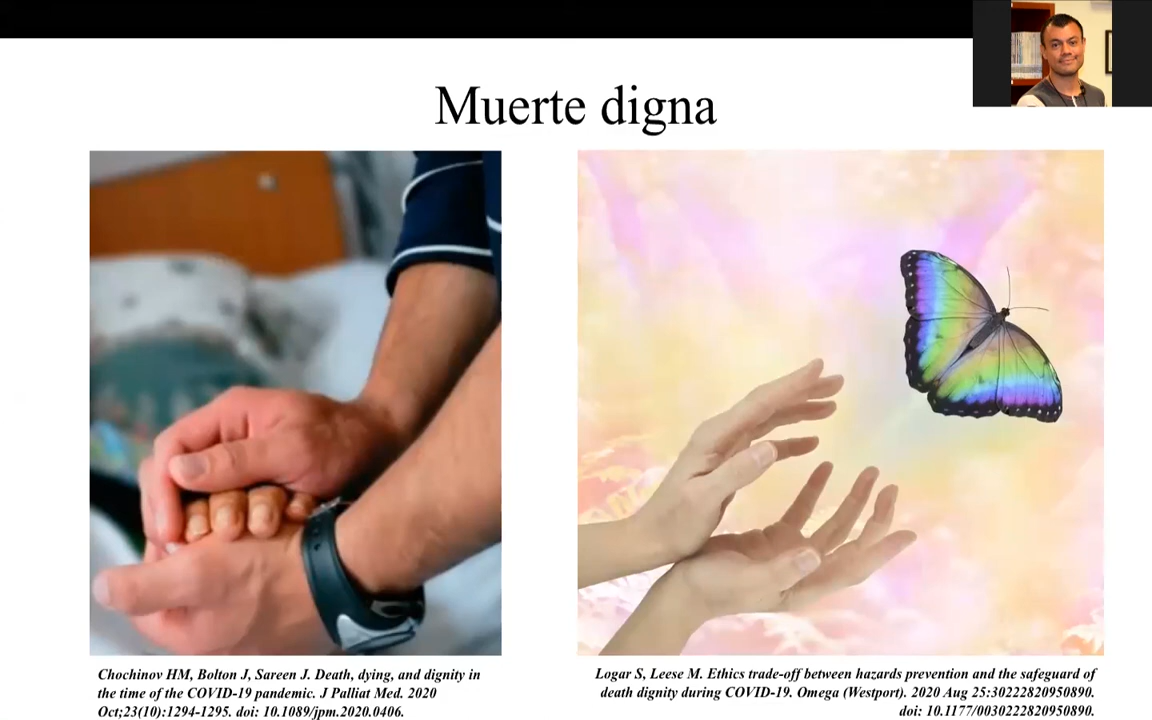 Muerte digna
Chochinov HM, Bolton J, Sareen J. Death, dying, and dignity in
the time of the COVID-19 pandemic. J Palliat Med. 2020
Oct;23(10):1294-1295. doi: 10.1089/jpm.2020.0406.
Logar S, Leese M. Ethics trade-off between hazards prevention and the safeguard of
death dignity during COVID-19. Omega (Westport). 2020 Aug 25:30222820950890.
doi: 10.1177/0030222820950890.